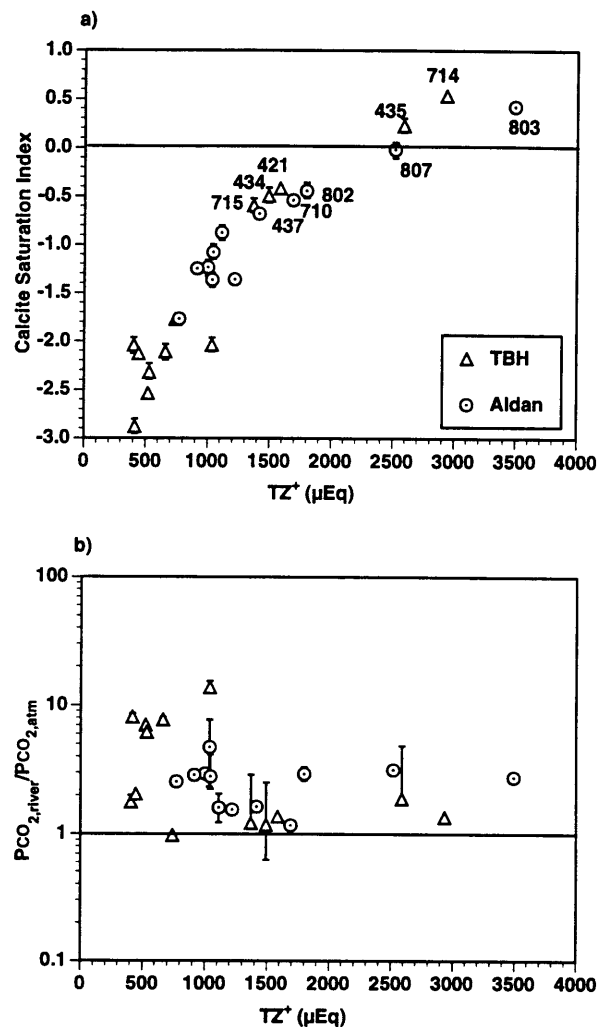 a)
1.0
0.5
0.0
-0.5
-1.0
-1.5
-2.0
-2.5
-3.0
Calcite Saturation Index
714
435
803
807
421
434
802
715
710
437
TBH
Aldan
0 500 1000 1500 2000 2500 3000 3500 4000
TZ⁺ (μEq)
b)
100
10
1
0.1
PCO₂,river/PCO₂,atm
0 500 1000 1500 2000 2500 3000 3500 4000
TZ⁺ (μEq)